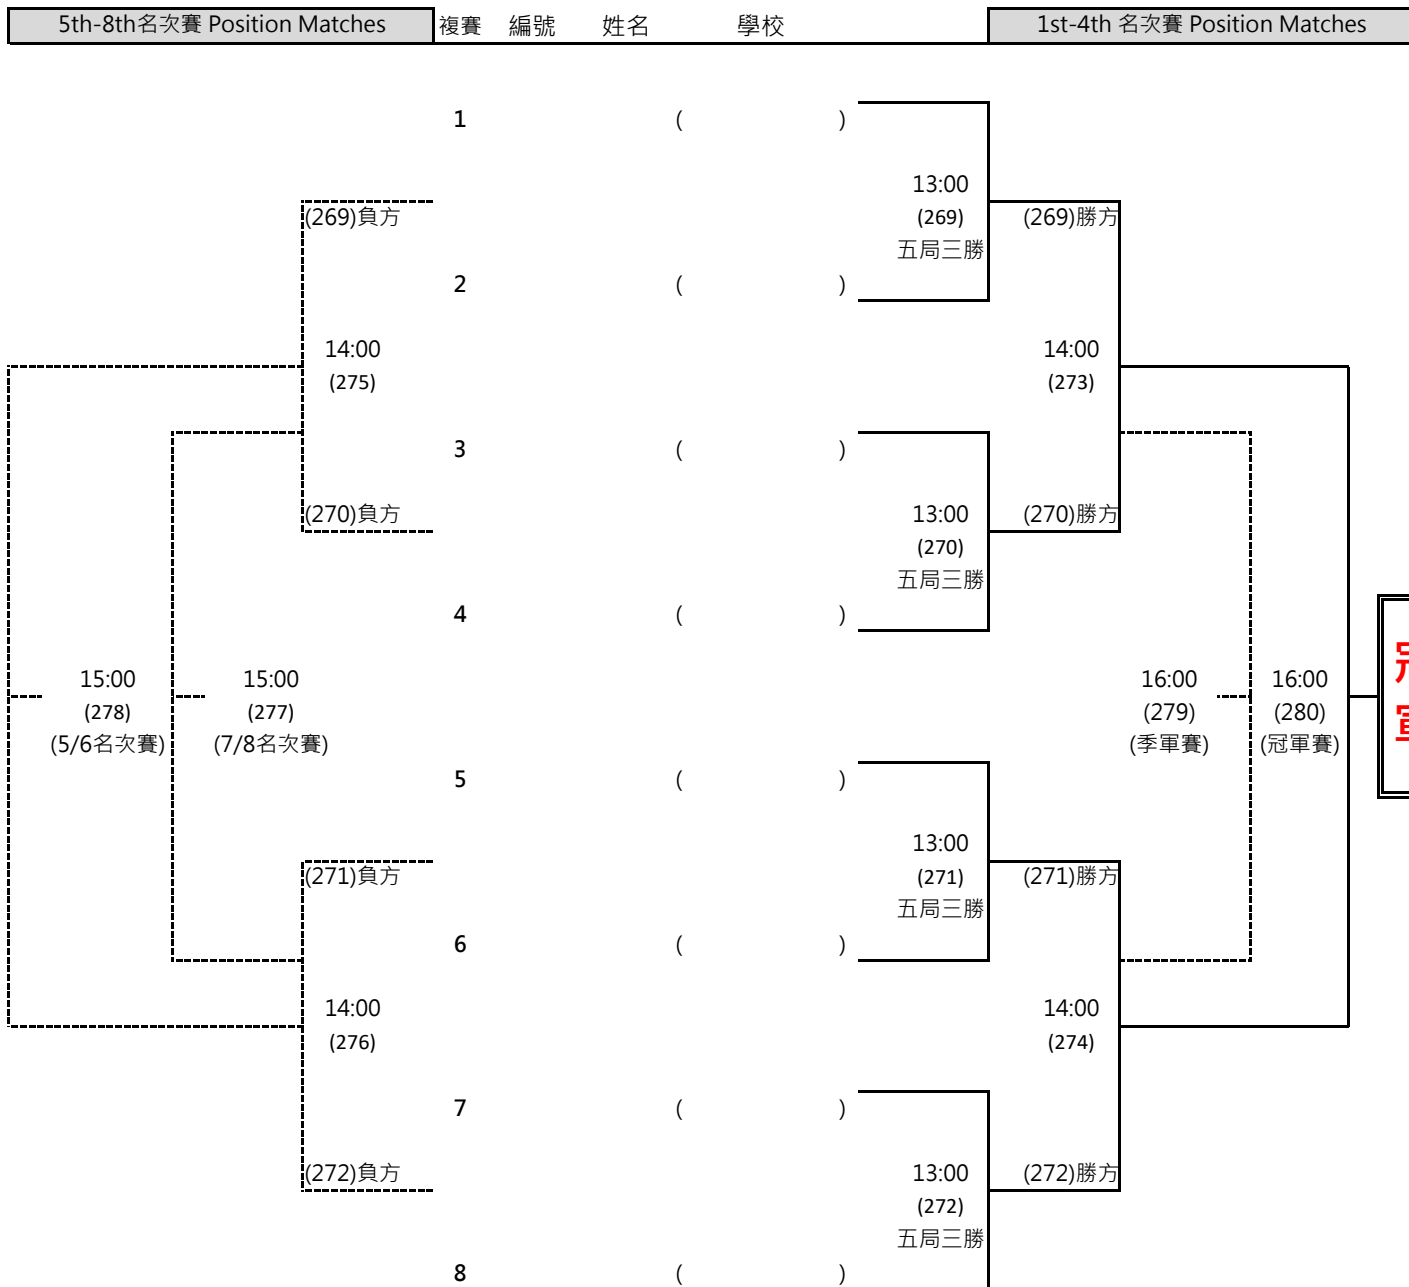 5th-8th名次賽 Position Matches 複賽 編號 姓名 學校 1st-4th 名次賽 Position Matches
1 ( )
13:00
(269)負方 (269) (269)勝方
五局三勝
2 ( )
14:00 14:00
(275) (273)
3 ( )
(270)負方 13:00 (270)勝方
(270)
五局三勝
4 ( )
15:00 15:00 16:00 16:00
(278) (277) (279) (280)
(5/6名次賽) (7/8名次賽) (季軍賽) (冠軍賽)
5 ( )
13:00
(271)負方 (271) (271)勝方
五局三勝
6 ( )
14:00 14:00
(276) (274)
7 ( )
(272)負方 13:00 (272)勝方
(272)
五局三勝
8 ( )